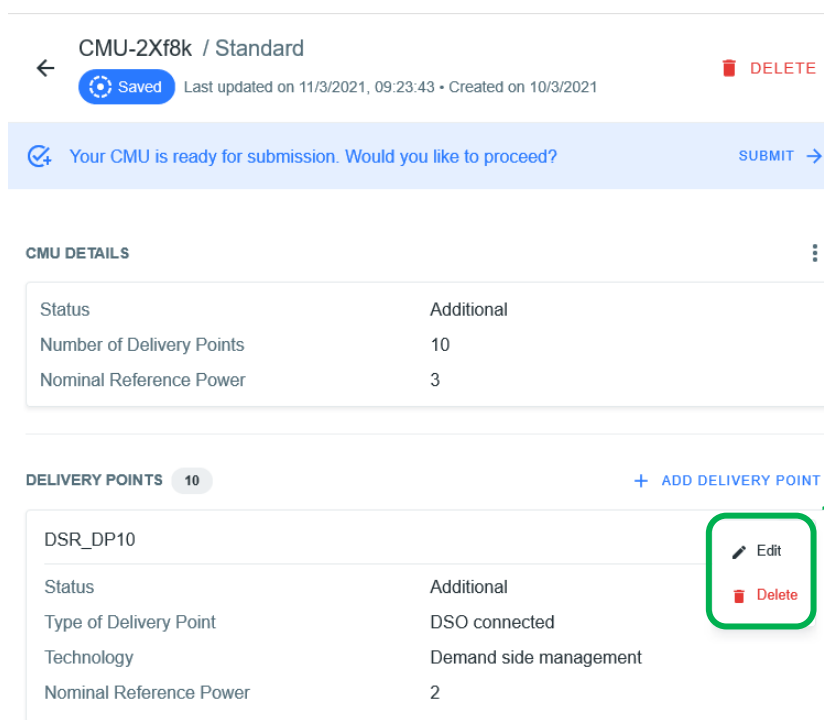 CMU-2Xf8k / Standard
DELETE
Saved Last updated on 11/3/2021, 09:23:43 • Created on 10/3/2021
Your CMU is ready for submission. Would you like to proceed? SUBMIT
CMU DETAILS
Status Additional
Number of Delivery Points 10
Nominal Reference Power 3
DELIVERY POINTS 10 + ADD DELIVERY POINT
DSR_DP10
Edit
Status Additional
Delete
Type of Delivery Point DSO connected
Technology Demand side management
Nominal Reference Power 2